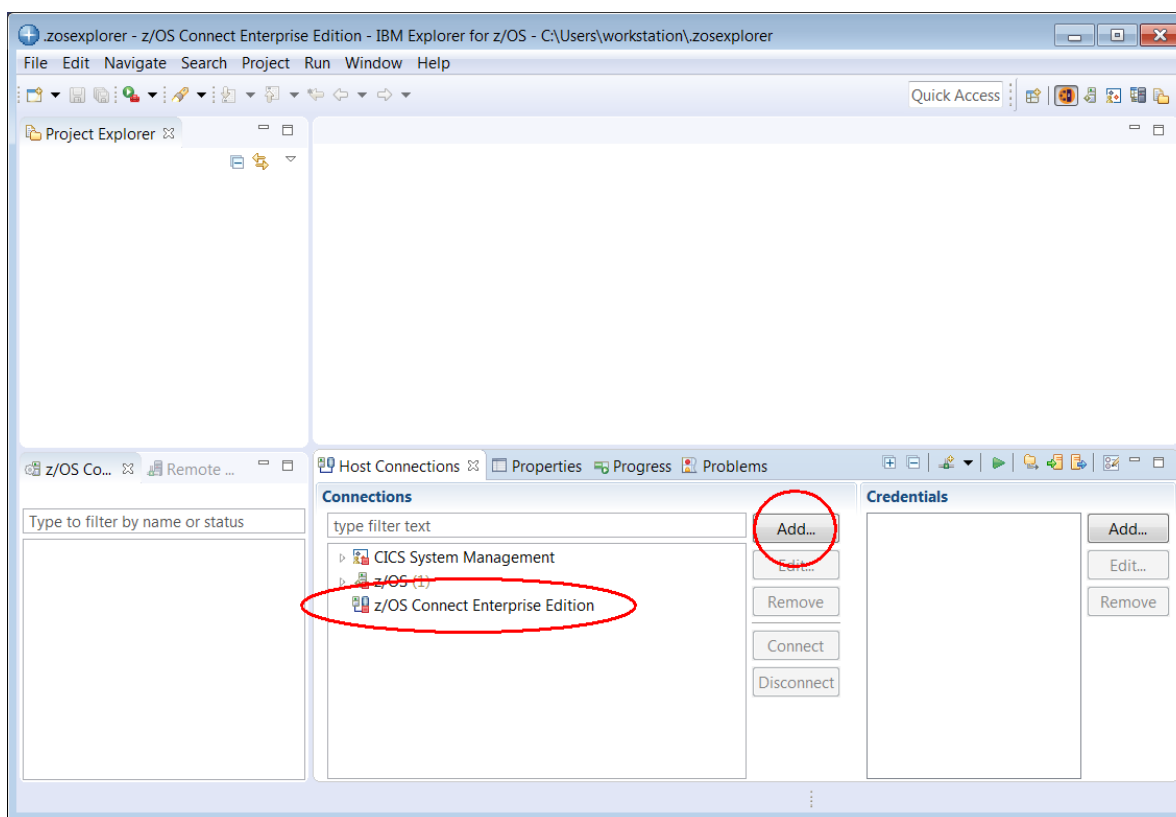 .zosexplorer - z/OS Connect Enterprise Edition - IBM Explorer for z/OS - C:\Users\workstation\.zosexplorer
File Edit Navigate Search Project Run Window Help
Quick Access
Project Explorer
z/OS Co... Remote ...
Type to filter by name or status
Host Connections Properties Progress Problems
Connections
type filter text
Add...
CICS System Management
Edit...
z/OS (1)
z/OS Connect Enterprise Edition
Remove
Connect
Disconnect
Credentials
Add...
Edit...
Remove